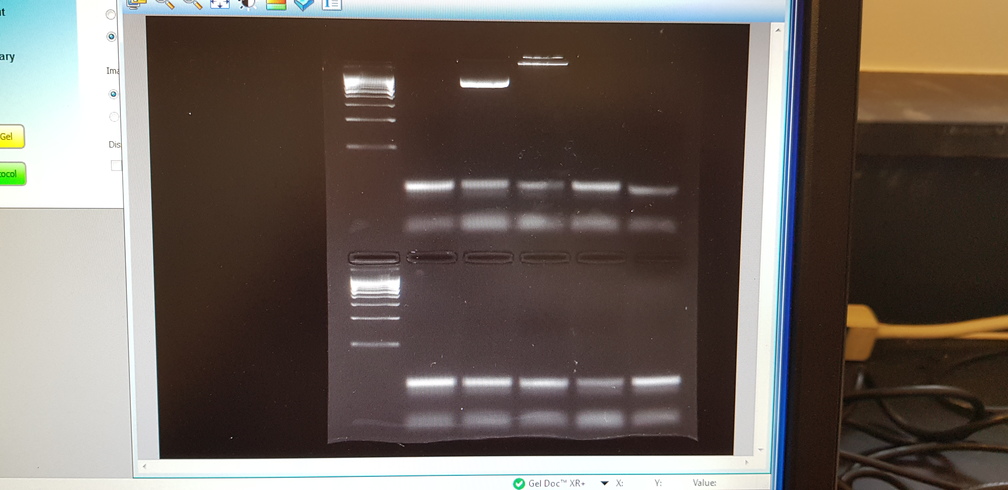 t
ary
Ima
Gel
Dis
ocol
Gel Doc™ XR+ X: Y: Value: